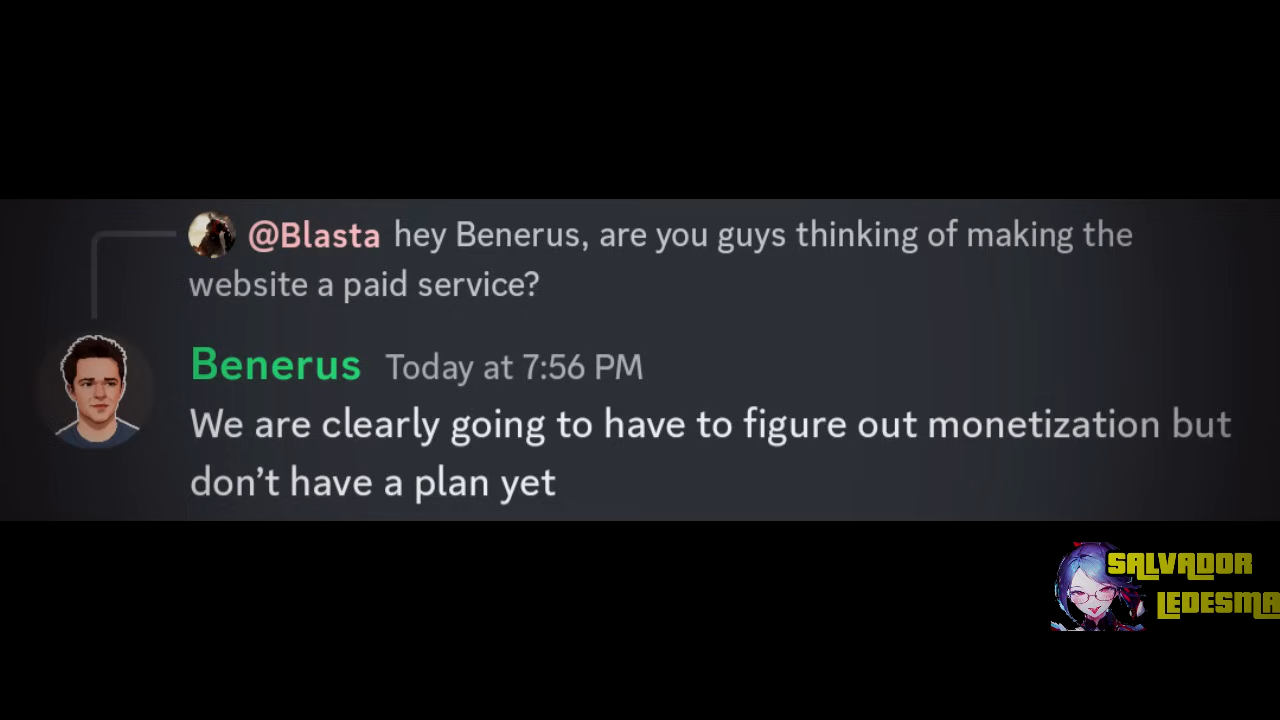 @Blasta hey Benerus, are you guys thinking of making the
website a paid service?
Benerus Today at 7:56 PM
We are clearly going to have to figure out monetization but
don’t have a plan yet
SALVADOR
LEDESMA